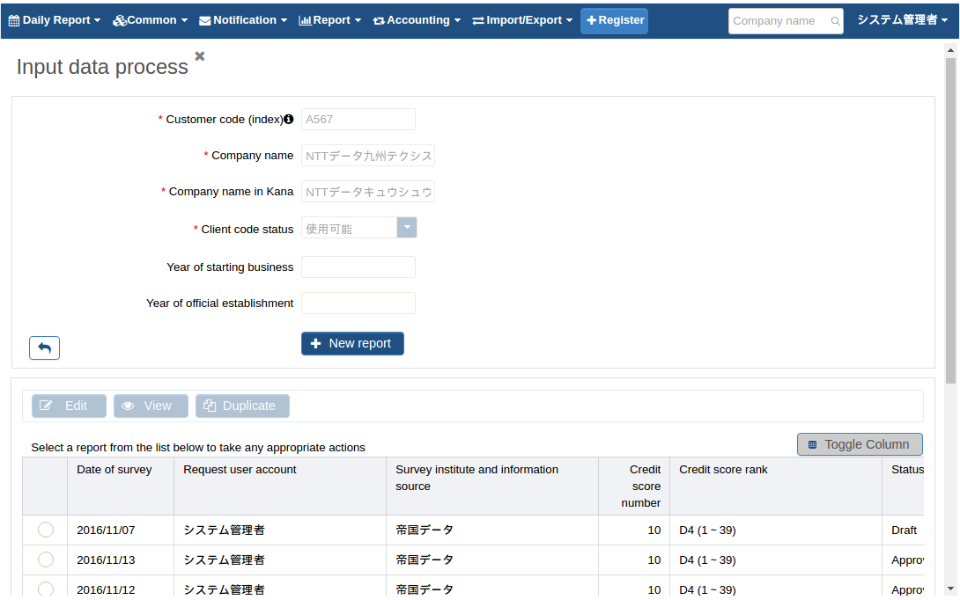 Daily Report Common Notification Report Accounting Import/Export Register Company name システム管理者
Input data process
* Customer code (index) A567
* Company name NTTデータ九州テクシス
* Company name in Kana NTTデータキュウシュウ
* Client code status 使用可能
Year of starting business
Year of official establishment
New report
Edit View Duplicate
Select a report from the list below to take any appropriate actions
Toggle Column
Date of survey Request user account Survey institute and information source Credit score number Credit score rank Status
2016/11/07 システム管理者 帝国データ 10 D4 (1 ~ 39) Draft
2016/11/13 システム管理者 帝国データ 10 D4 (1 ~ 39) Approv
2016/11/12 システム管理者 帝国データ 10 D4 (1 ~ 39) Approv